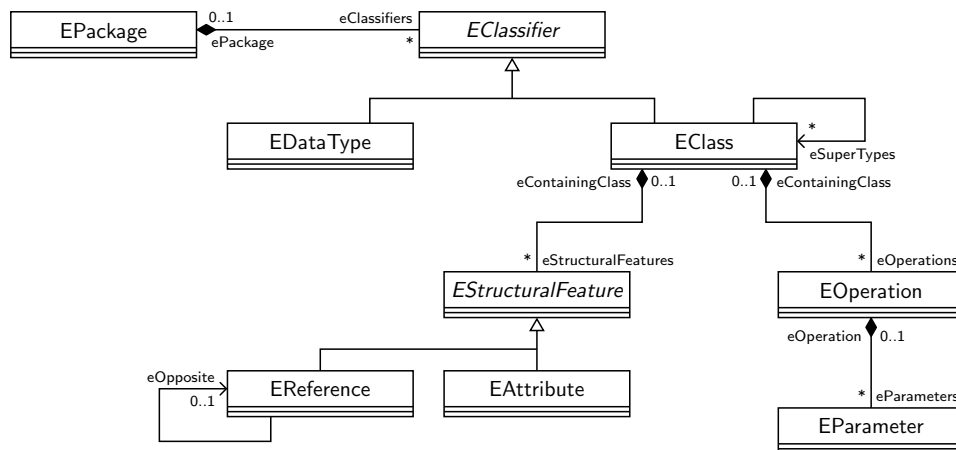 EPackage
0..1
ePackage
eClassifiers
*
EClassifier
EDataType
EClass
*
eSuperTypes
eContainingClass
0..1
0..1
eContainingClass
* eStructuralFeatures
* eOperations
EStructuralFeature
EOperation
eOperation
0..1
eOpposite
0..1
EReference
EAttribute
* eParameters
EParameter